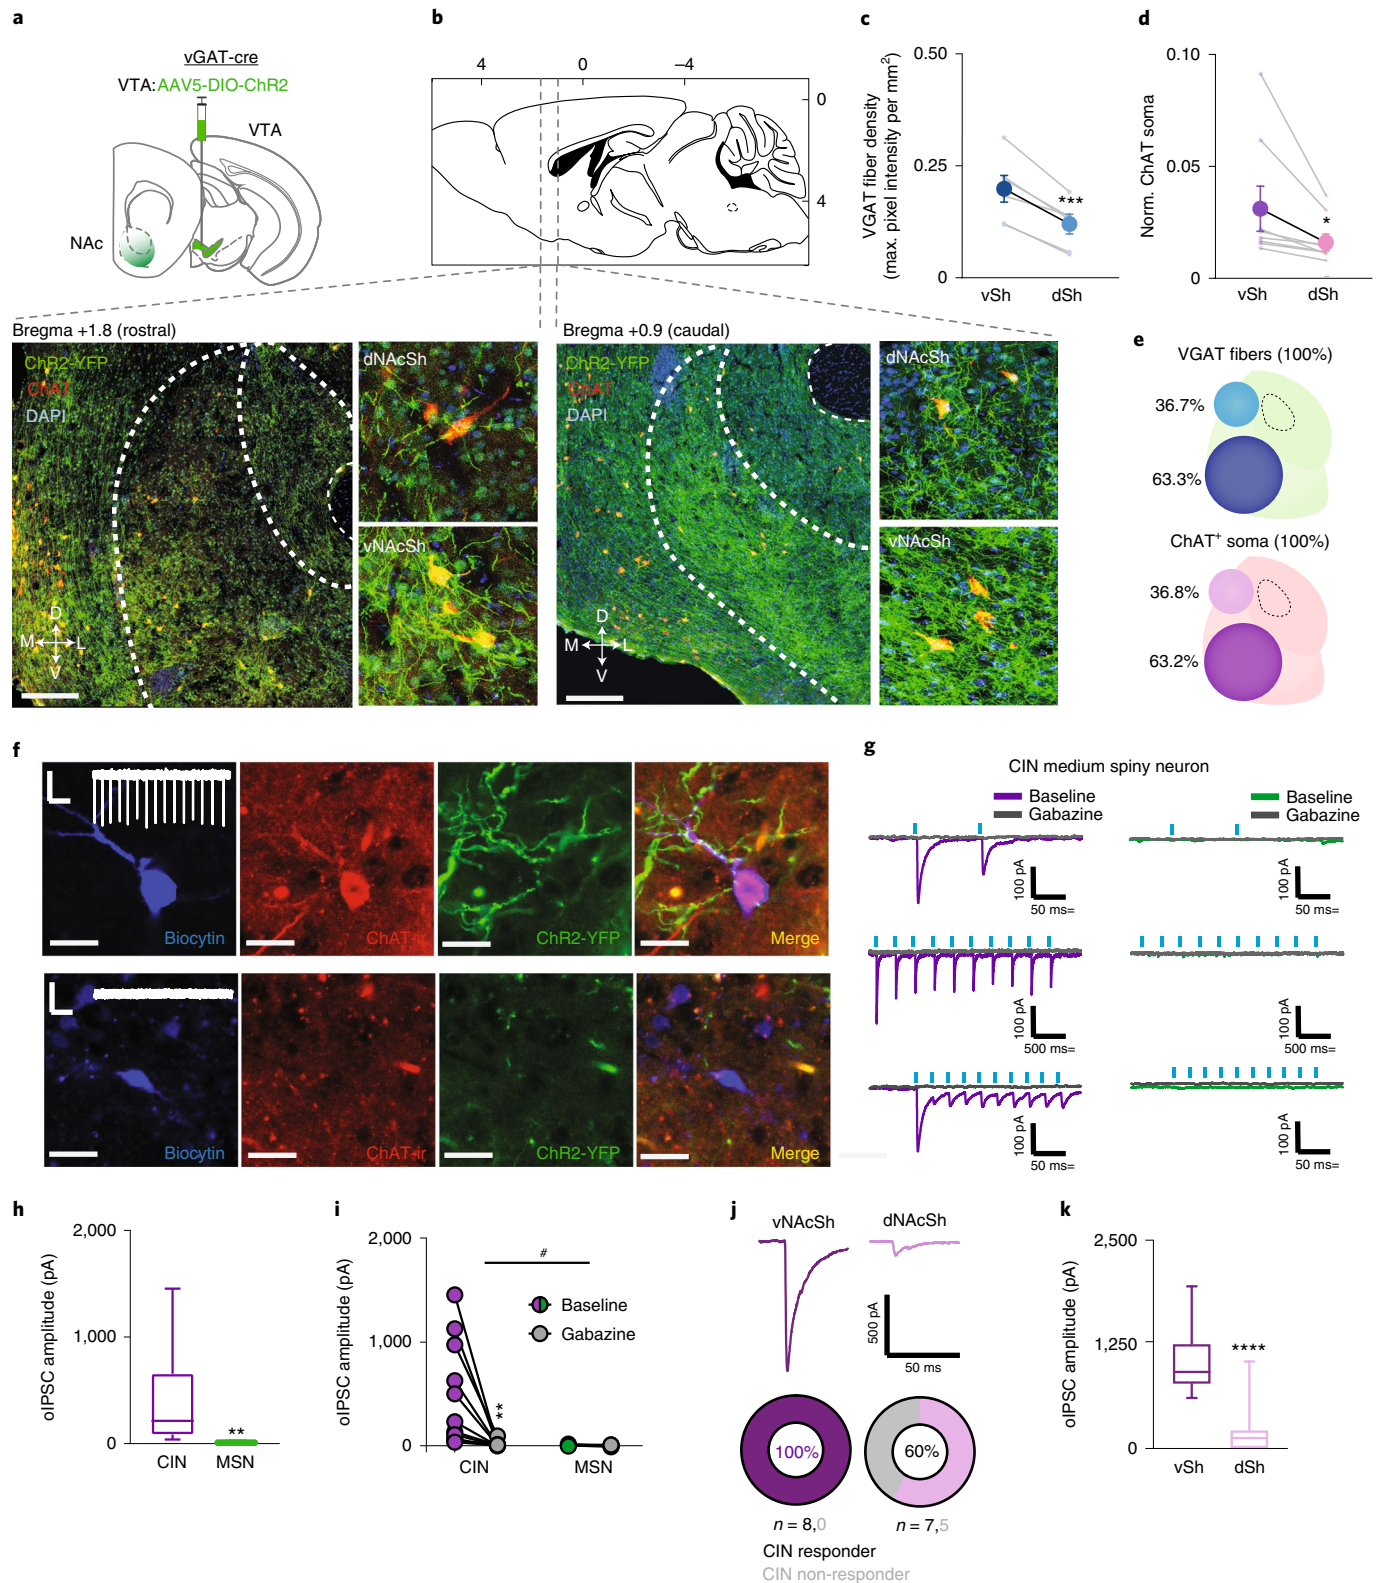 a
vGAT-cre
VTA: AAV5-DIO-ChR2
VTA
NAc
b
4 0 –4
0
4
c
VGAT fiber density
(max. pixel intensity per mm²)
0.50
0.25
0
***
vSh dSh
d
Norm. ChAT soma
0.10
0.05
0
*
vSh dSh
Bregma +1.8 (rostral)
ChR2-YFP
ChAT
DAPI
D
M L
V
dNAcSh
vNAcSh
Bregma +0.9 (caudal)
ChR2-YFP
ChAT
DAPI
D
M L
V
dNAcSh
vNAcSh
e
VGAT fibers (100%)
36.7%
63.3%
ChAT⁺ soma (100%)
36.8%
63.2%
f
Biocytin
ChAT-ir
ChR2-YFP
Merge
Biocytin
ChAT-ir
ChR2-YFP
Merge
g
CIN medium spiny neuron
Baseline
Gabazine
Baseline
Gabazine
100 pA
50 ms=
100 pA
50 ms=
100 pA
500 ms=
100 pA
500 ms=
100 pA
50 ms=
100 pA
50 ms=
h
oIPSC amplitude (pA)
2,000
1,000
0
**
CIN MSN
i
oIPSC amplitude (pA)
2,000
1,000
0
#
Baseline
Gabazine
**
CIN MSN
j
vNAcSh dNAcSh
500 pA
50 ms
100% 60%
n = 8,0 n = 7,5
CIN responder
CIN non-responder
k
oIPSC amplitude (pA)
2,500
1,250
0
****
vSh dSh